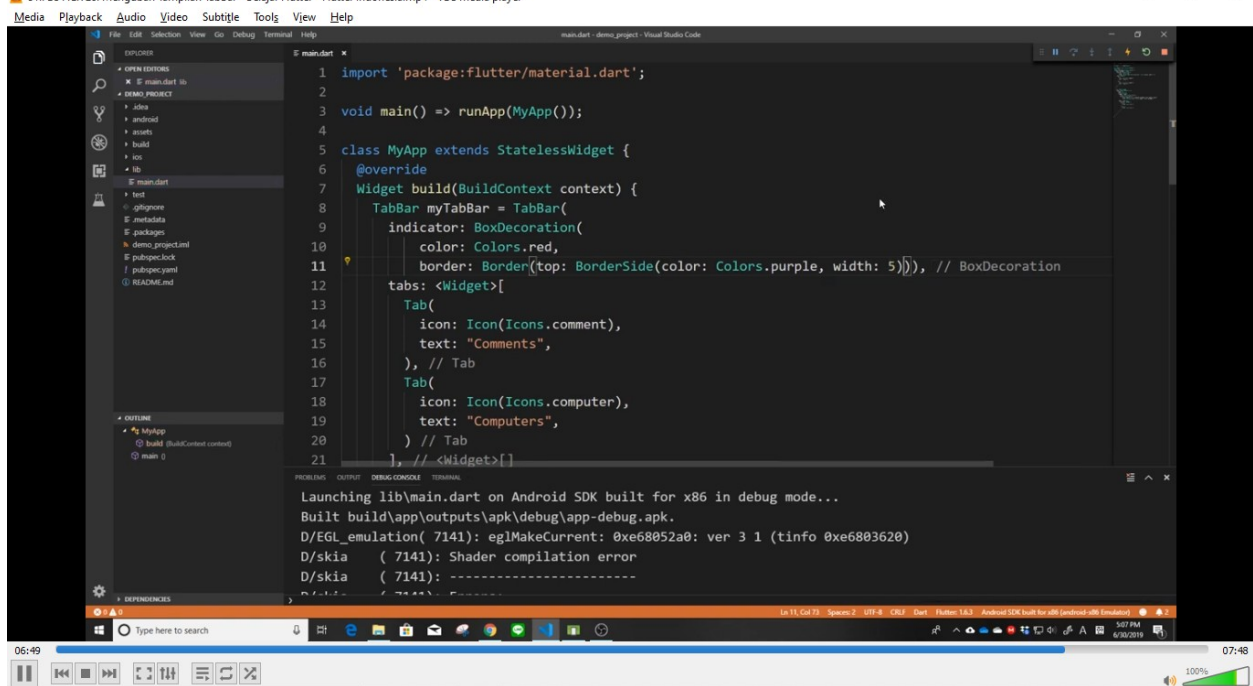 Media Playback Audio Video Subtitle Tools View Help
File Edit Selection View Go Debug Terminal Help
main.dart - demo_project - Visual Studio Code
EXPLORER
OPEN EDITORS
main.dart lib
DEMO_PROJECT
.idea
android
assets
build
ios
lib
main.dart
test
.gitignore
.metadata
.packages
demo_project.iml
pubspec.lock
pubspec.yaml
README.md
OUTLINE
MyApp
build (BuildContext context)
main ()
DEPENDENCIES
main.dart
1 import 'package:flutter/material.dart';
2
3 void main() => runApp(MyApp());
4
5 class MyApp extends StatelessWidget {
6 @override
7 Widget build(BuildContext context) {
8 TabBar myTabBar = TabBar(
9 indicator: BoxDecoration(
10 color: Colors.red,
11 border: Border(top: BorderSide(color: Colors.purple, width: 5))), // BoxDecoration
12 tabs: <Widget>[
13 Tab(
14 icon: Icon(Icons.comment),
15 text: "Comments",
16 ), // Tab
17 Tab(
18 icon: Icon(Icons.computer),
19 text: "Computers",
20 ) // Tab
21 ], // <Widget>[]
PROBLEMS OUTPUT DEBUG CONSOLE TERMINAL
Launching lib\main.dart on Android SDK built for x86 in debug mode...
Built build\app\outputs\apk\debug\app-debug.apk.
D/EGL_emulation( 7141): eglMakeCurrent: 0xe68052a0: ver 3 1 (tinfo 0xe6803620)
D/skia ( 7141): Shader compilation error
D/skia ( 7141): ------------------------
0 0
Ln 11, Col 73 Spaces: 2 UTF-8 CRLF Dart Flutter: 1.6.3 Android SDK built for x86 (android-x86 Emulator) 2
Type here to search
A
5:07 PM
6/30/2019
06:49
07:48
100%